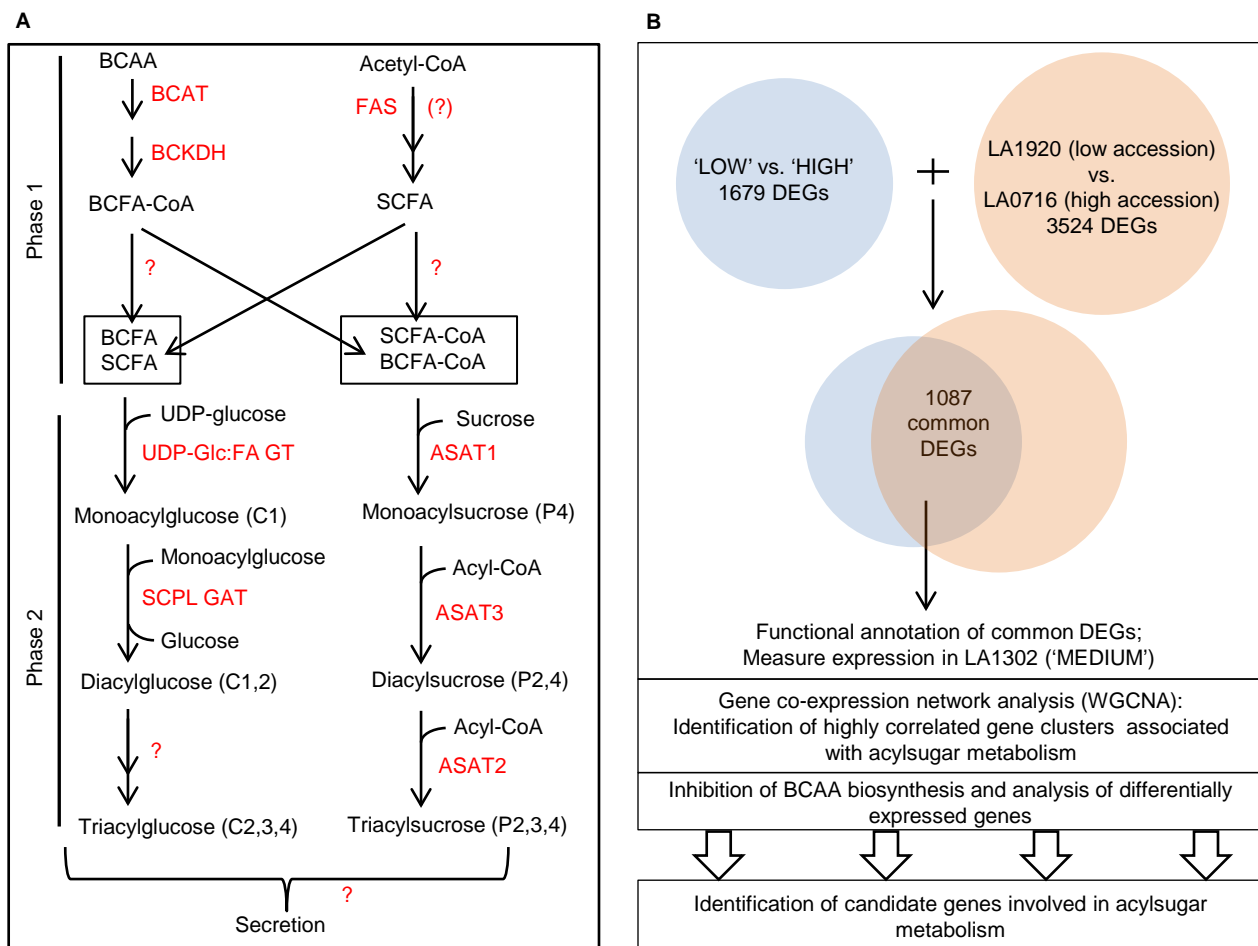 A
BCAA
Acetyl-CoA
BCAT
FAS (?)
BCKDH
BCFA-CoA
SCFA
Phase 1
?
?
BCFA
SCFA
SCFA-CoA
BCFA-CoA
UDP-glucose
Sucrose
UDP-Glc:FA GT
ASAT1
Monoacylglucose (C1)
Monoacylsucrose (P4)
Monoacylglucose
Acyl-CoA
SCPL GAT
ASAT3
Glucose
Phase 2
Diacylglucose (C1,2)
Diacylsucrose (P2,4)
Acyl-CoA
?
ASAT2
Triacylglucose (C2,3,4)
Triacylsucrose (P2,3,4)
?
Secretion
B
‘LOW’ vs. ‘HIGH’
1679 DEGs
LA1920 (low accession)
vs.
LA0716 (high accession)
3524 DEGs
1087
common
DEGs
Functional annotation of common DEGs;
Measure expression in LA1302 (‘MEDIUM’)
Gene co-expression network analysis (WGCNA):
Identification of highly correlated gene clusters associated
with acylsugar metabolism
Inhibition of BCAA biosynthesis and analysis of differentially
expressed genes
Identification of candidate genes involved in acylsugar
metabolism